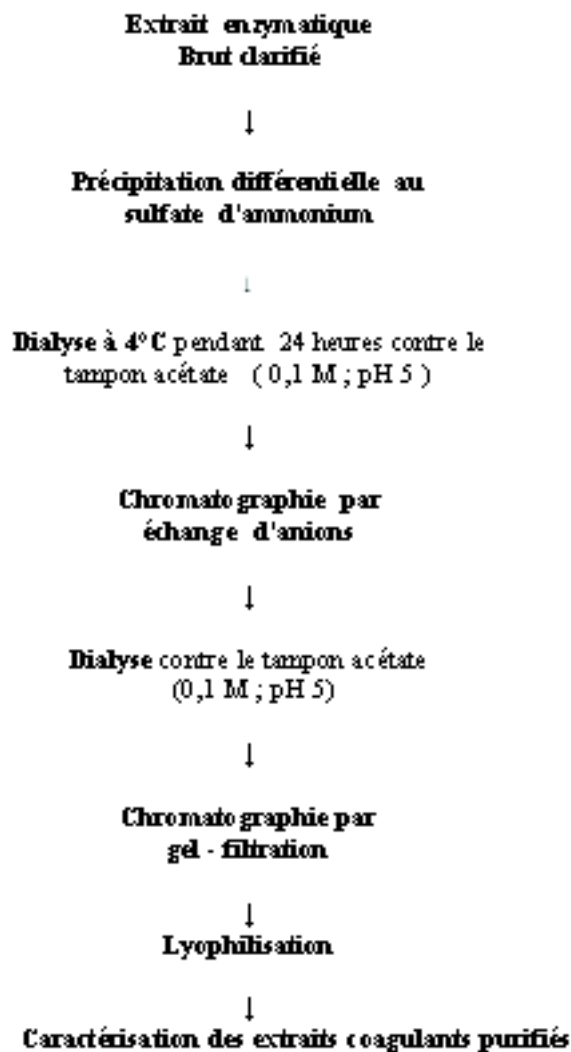 Extrait enzymatique
Brut clarifié
↓
Précipitation différentielle au
sulfate d'ammonium
↓
Dialyse à 4°C pendant 24 heures contre le
tampon acétate ( 0,1 M ; pH 5 )
↓
Chromatographie par
échange d'anions
↓
Dialyse contre le tampon acétate
(0,1 M ; pH 5)
↓
Chromatographie par
gel - filtration
↓
Lyophilisation
↓
Caractérisation des extraits coagulants purifiés